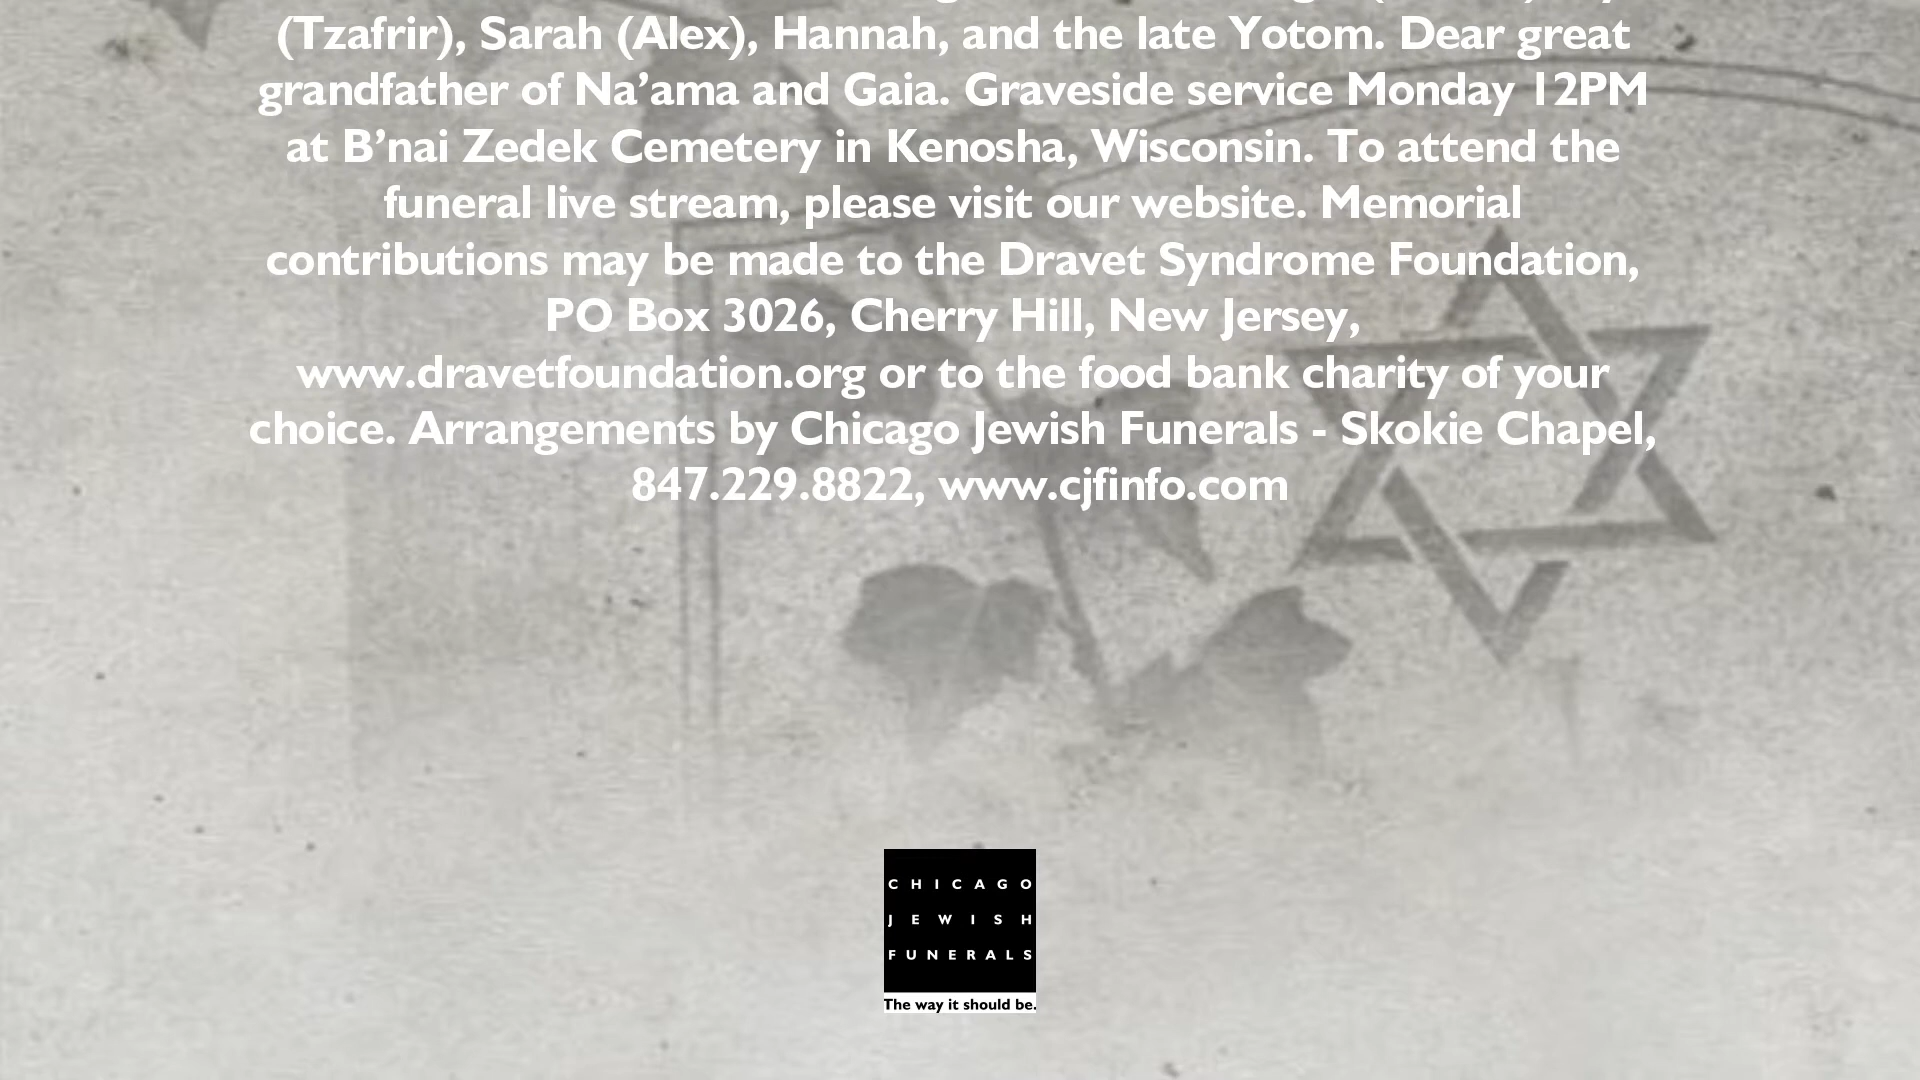 (Tzafrir), Sarah (Alex), Hannah, and the late Yotom. Dear great
grandfather of Na’ama and Gaia. Graveside service Monday 12PM
at B’nai Zedek Cemetery in Kenosha, Wisconsin. To attend the
funeral live stream, please visit our website. Memorial
contributions may be made to the Dravet Syndrome Foundation,
PO Box 3026, Cherry Hill, New Jersey,
www.dravetfoundation.org or to the food bank charity of your
choice. Arrangements by Chicago Jewish Funerals - Skokie Chapel,
847.229.8822, www.cjfinfo.com
CHICAGO
JEWISH
FUNERALS
The way it should be.